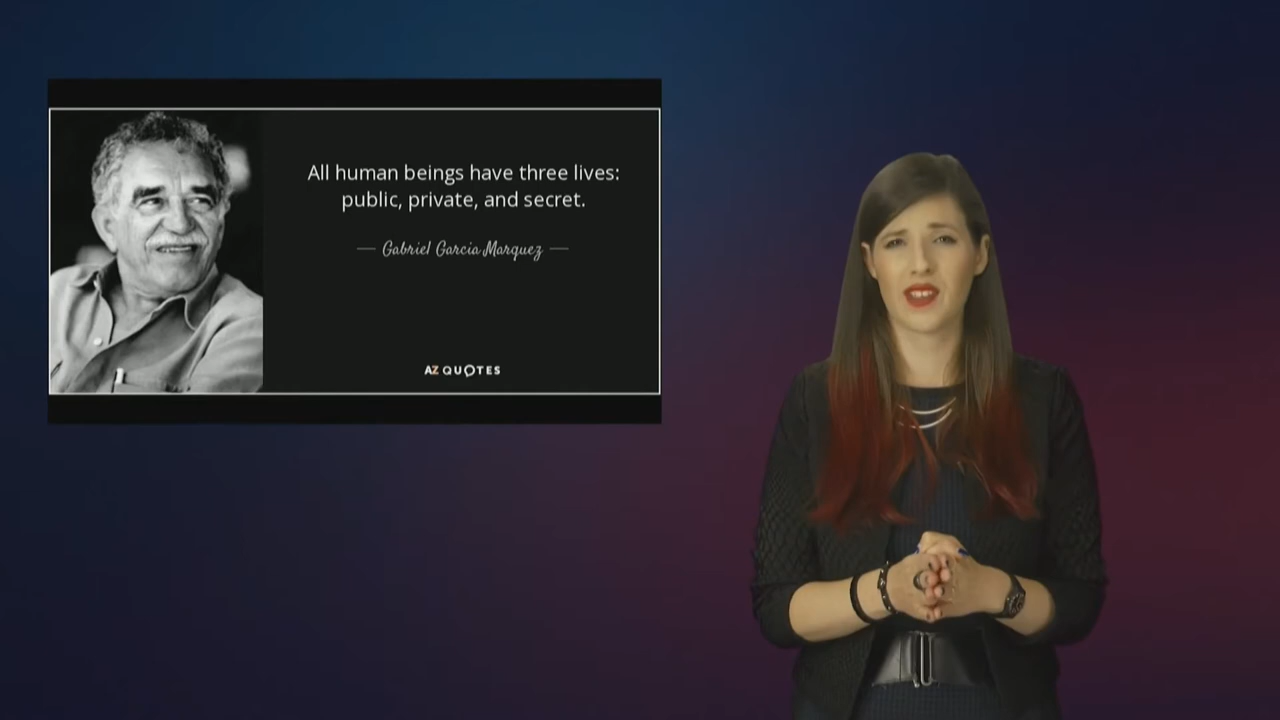 All human beings have three lives:
public, private, and secret.
— Gabriel Garcia Marquez —
AZ QUOTES